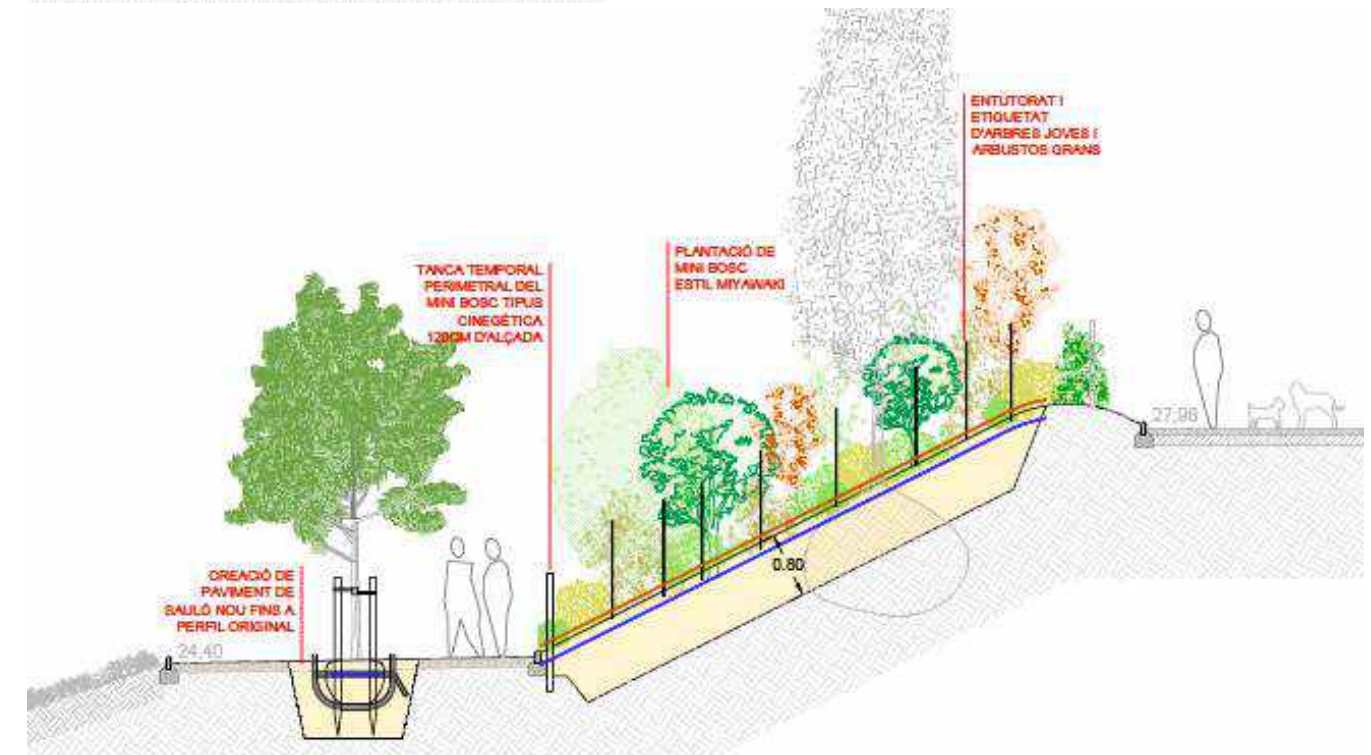 ENTUTORAT I
ETIQUETAT
D'ARBRES JOVES I
ARBUSTOS GRANS
PLANTACIÓ DE
MINI BOSC
ESTIL MIYAWAKI
TANCA TEMPORAL
PERIMETRAL DEL
MINI BOSC TIPUS
CINEGÈTICA
120CM D'ALÇADA
27,96
0.80
CREACIÓ DE
PAVIMENT DE
SAULÓ NOU FINS A
PERFIL ORIGINAL
24,40